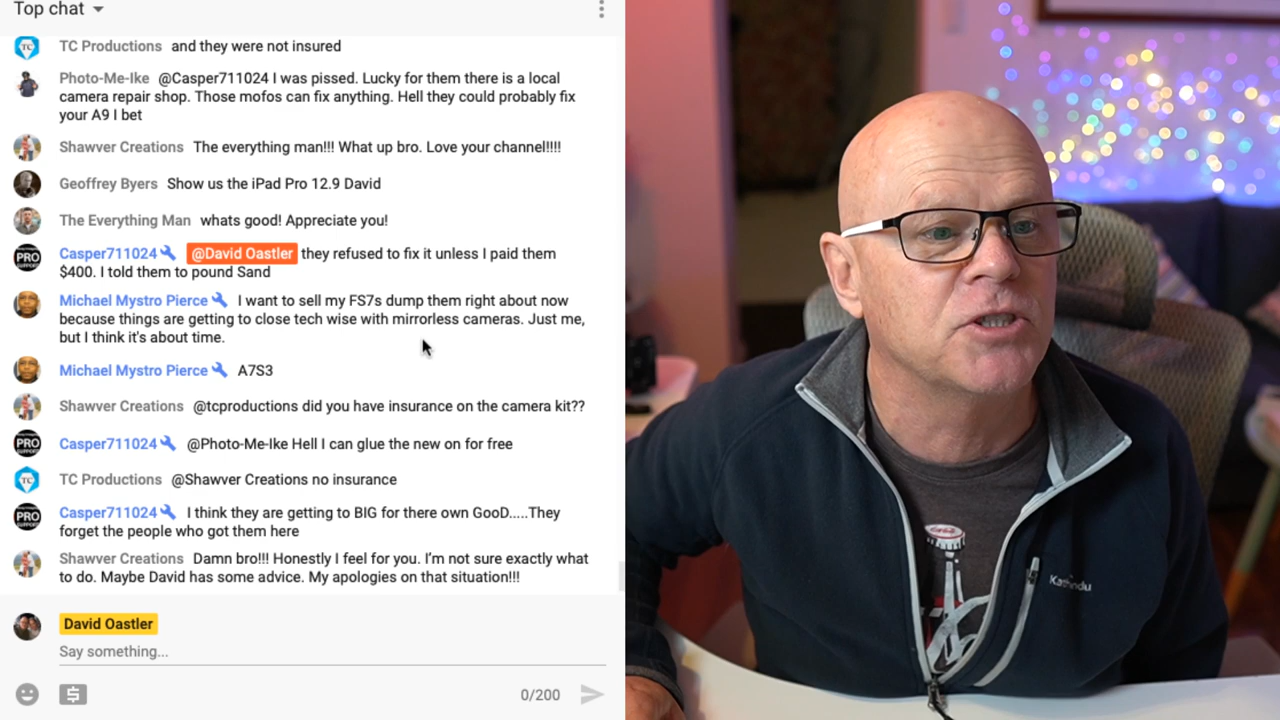 Top chat
TC Productions and they were not insured
Photo-Me-Ike @Casper711024 I was pissed. Lucky for them there is a local
camera repair shop. Those mofos can fix anything. Hell they could probably fix
your A9 I bet
Shawver Creations The everything man!!! What up bro. Love your channel!!!!
Geoffrey Byers Show us the iPad Pro 12.9 David
The Everything Man whats good! Appreciate you!
PRO
Casper711024 @David Oastler they refused to fix it unless I paid them
$400. I told them to pound Sand
Michael Mystro Pierce I want to sell my FS7s dump them right about now
because things are getting to close tech wise with mirrorless cameras. Just me,
but I think it's about time.
Michael Mystro Pierce A7S3
Shawver Creations @tcproductions did you have insurance on the camera kit??
PRO
Casper711024 @Photo-Me-Ike Hell I can glue the new on for free
TC Productions @Shawver Creations no insurance
PRO
Casper711024 I think they are getting to BIG for there own GooD.....They
forget the people who got them here
Shawver Creations Damn bro!!! Honestly I feel for you. I'm not sure exactly what
to do. Maybe David has some advice. My apologies on that situation!!!
David Oastler
Say something...
0/200